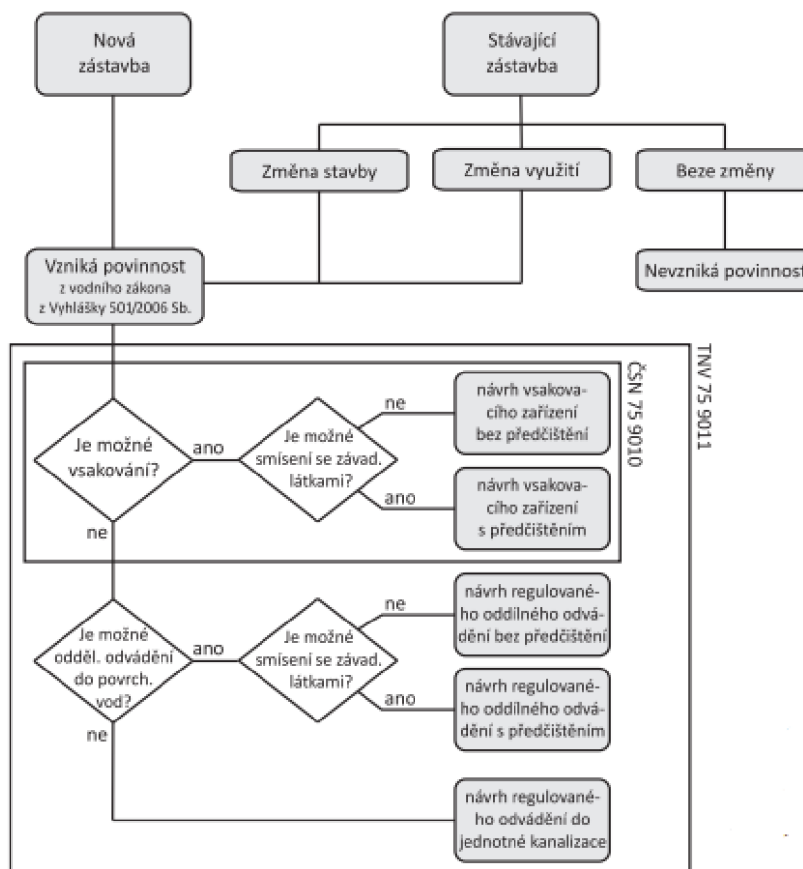 Nová
zástavba
Stávající
zástavba
Změna stavby
Změna využití
Beze změny
Vzniká povinnost
z vodního zákona
z Vyhlášky 501/2006 Sb.
Nevzniká povinnost
TNV 75 9011
ČSN 75 9010
Je možné
vsakování?
ano
Je možné
smísení se závad.
látkami?
ne
návrh vsakova-
cího zařízení
bez předčištění
ano
návrh vsakova-
cího zařízení
s předčištěním
ne
Je možné
odděl. odvádění
do povrch.
vod?
ano
Je možné
smísení se závad.
látkami?
ne
návrh regulované-
ho oddílného odvá-
dění bez předčištění
ano
návrh regulované-
ho oddílného odvá-
dění s předčištěním
ne
návrh regulované-
ho odvádění do
jednotné kanalizace